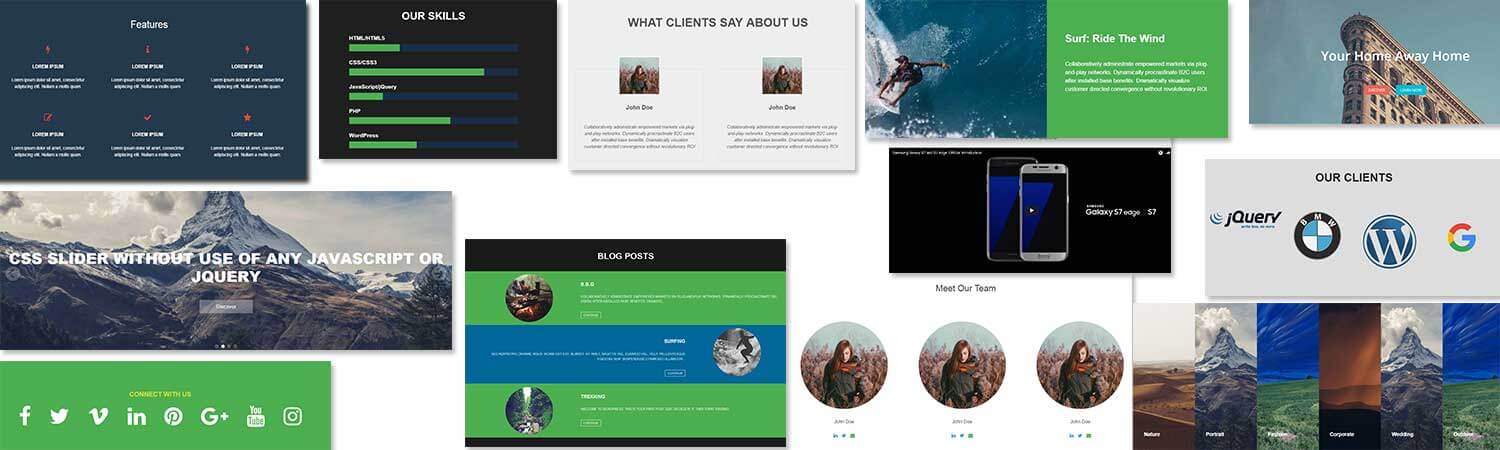 Features
LOREM IPSUM
LOREM IPSUM
LOREM IPSUM
Lorem ipsum dolor sit amet, consectetur
adipiscing elit. Nullam a mollis quam.
Lorem ipsum dolor sit amet, consectetur
adipiscing elit. Nullam a mollis quam.
Lorem ipsum dolor sit amet, consectetur
adipiscing elit. Nullam a mollis quam.
LOREM IPSUM
LOREM IPSUM
LOREM IPSUM
Lorem ipsum dolor sit amet, consectetur
adipiscing elit. Nullam a mollis quam.
Lorem ipsum dolor sit amet, consectetur
adipiscing elit. Nullam a mollis quam.
Lorem ipsum dolor sit amet, consectetur
adipiscing elit. Nullam a mollis quam.
OUR SKILLS
HTML/HTML5
CSS/CSS3
JavaScript/jQuery
PHP
WordPress
WHAT CLIENTS SAY ABOUT US
John Doe
Collaboratively administrate empowered markets via plug-
and-play networks. Dynamically procrastinate B2C users
after installed base benefits. Dramatically visualize
customer directed convergence without revolutionary ROI
John Doe
Collaboratively administrate empowered markets via plug-
and-play networks. Dynamically procrastinate B2C users
after installed base benefits. Dramatically visualize
customer directed convergence without revolutionary ROI
Surf: Ride The Wind
Collaboratively administrate empowered markets via plug-
and-play networks. Dynamically procrastinate B2C users
after installed base benefits. Dramatically visualize
customer directed convergence without revolutionary ROI
Your Home Away Home
DISCOVER
LEARN MORE
SAMSUNG
Galaxy S7 edge | S7
OUR CLIENTS
jQuery
write less, do more.
BMW
W
G
CSS SLIDER WITHOUT USE OF ANY JAVASCRIPT OR
JQUERY
Discover
BLOG POSTS
B.B.Q
CONTINUE
SURFING
CONTINUE
TREKKING
CONTINUE
Meet Our Team
John Doe
John Doe
John Doe
Nature
Portrait
Fashion
Corporate
Wedding
Outdoor
CONNECT WITH US
f
in
G+
You
Tube